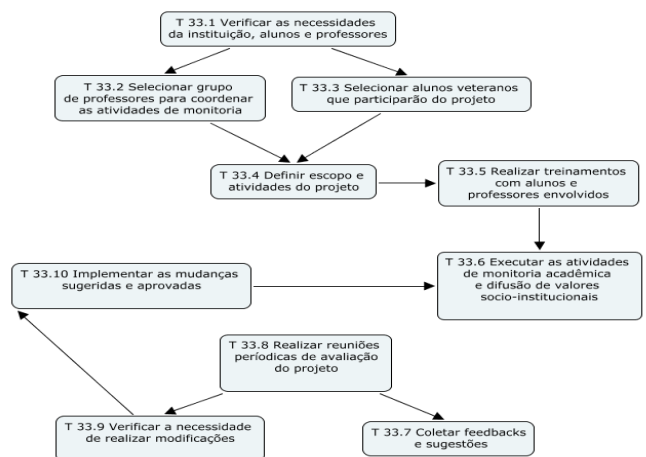 T 33.1 Verificar as necessidades
da instituição, alunos e professores
T 33.2 Selecionar grupo
de professores para coordenar
as atividades de monitoria
T 33.3 Selecionar alunos veteranos
que participarão do projeto
T 33.4 Definir escopo e
atividades do projeto
T 33.5 Realizar treinamentos
com alunos e
professores envolvidos
T 33.6 Executar as atividades
de monitoria acadêmica
e difusão de valores
socio-institucionais
T 33.10 Implementar as mudanças
sugeridas e aprovadas
T 33.8 Realizar reuniões
períodicas de avaliação
do projeto
T 33.9 Verificar a necessidade
de realizar modificações
T 33.7 Coletar feedbacks
e sugestões